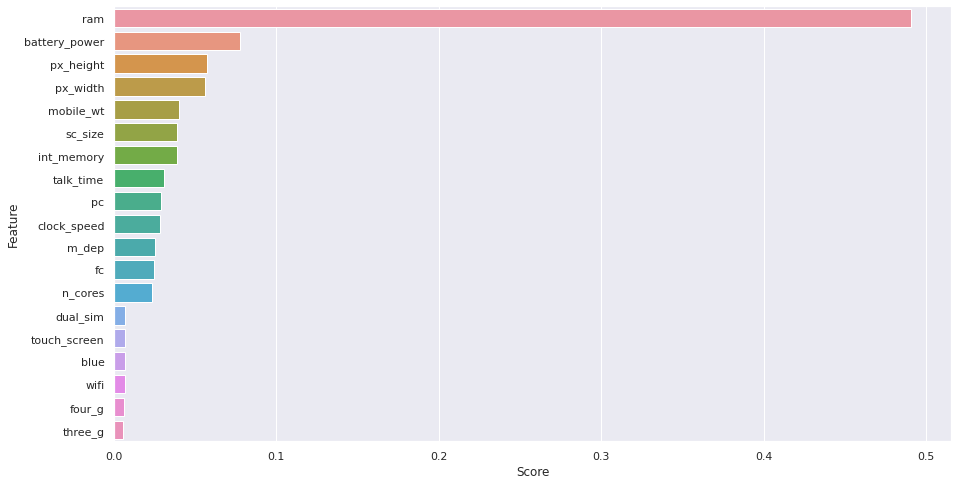 ram
battery_power
px_height
px_width
mobile_wt
sc_size
int_memory
talk_time
pc
clock_speed
m_dep
fc
n_cores
dual_sim
touch_screen
blue
wifi
four_g
three_g
Feature
0.0 0.1 0.2 0.3 0.4 0.5
Score